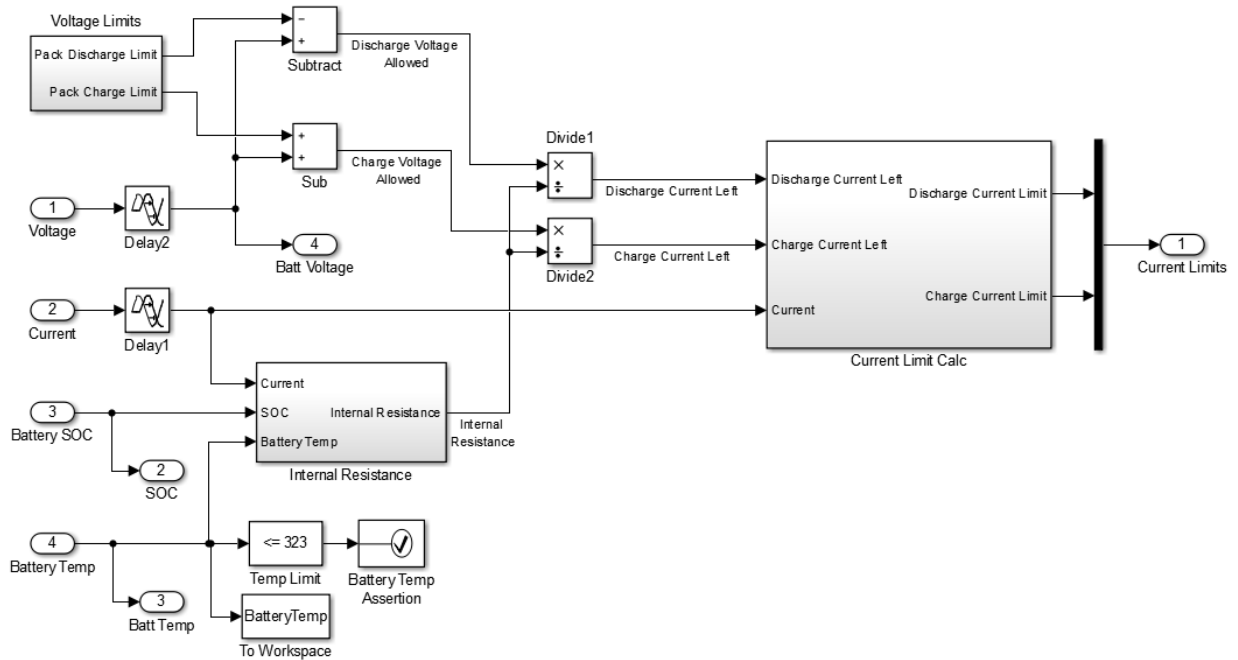 Voltage Limits
Pack Discharge Limit
Pack Charge Limit
−
+
Subtract
Discharge Voltage
Allowed
+
+
Sub
Charge Voltage
Allowed
1
Voltage
Delay2
4
Batt Voltage
Divide1
×
÷
Discharge Current Left
×
÷
Divide2
Charge Current Left
Discharge Current Left
Charge Current Left
Current
Discharge Current Limit
Charge Current Limit
Current Limit Calc
1
Current Limits
2
Current
Delay1
Current
SOC
Battery Temp
Internal Resistance
Internal Resistance
Internal
Resistance
3
Battery SOC
2
SOC
4
Battery Temp
3
Batt Temp
<= 323
Temp Limit
Battery Temp
Assertion
BatteryTemp
To Workspace